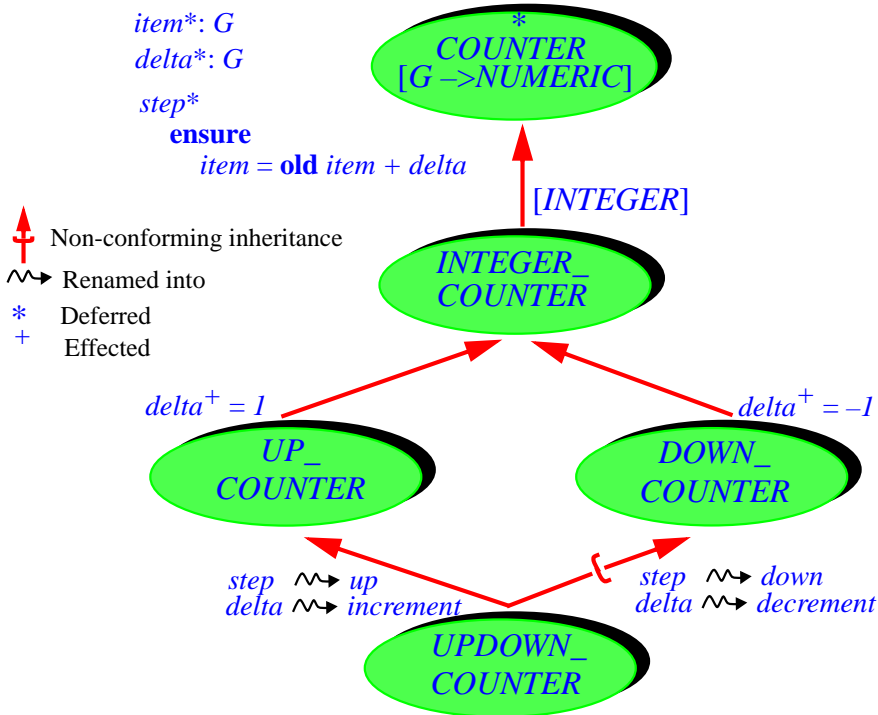 item*: G
delta*: G
step*
ensure
item = old item + delta
*
COUNTER
[G –>NUMERIC]
[INTEGER]
Non-conforming inheritance
Renamed into
* Deferred
+ Effected
INTEGER_
COUNTER
delta+ = 1
delta+ = –1
UP_
COUNTER
DOWN_
COUNTER
step up
delta increment
step down
delta decrement
UPDOWN_
COUNTER